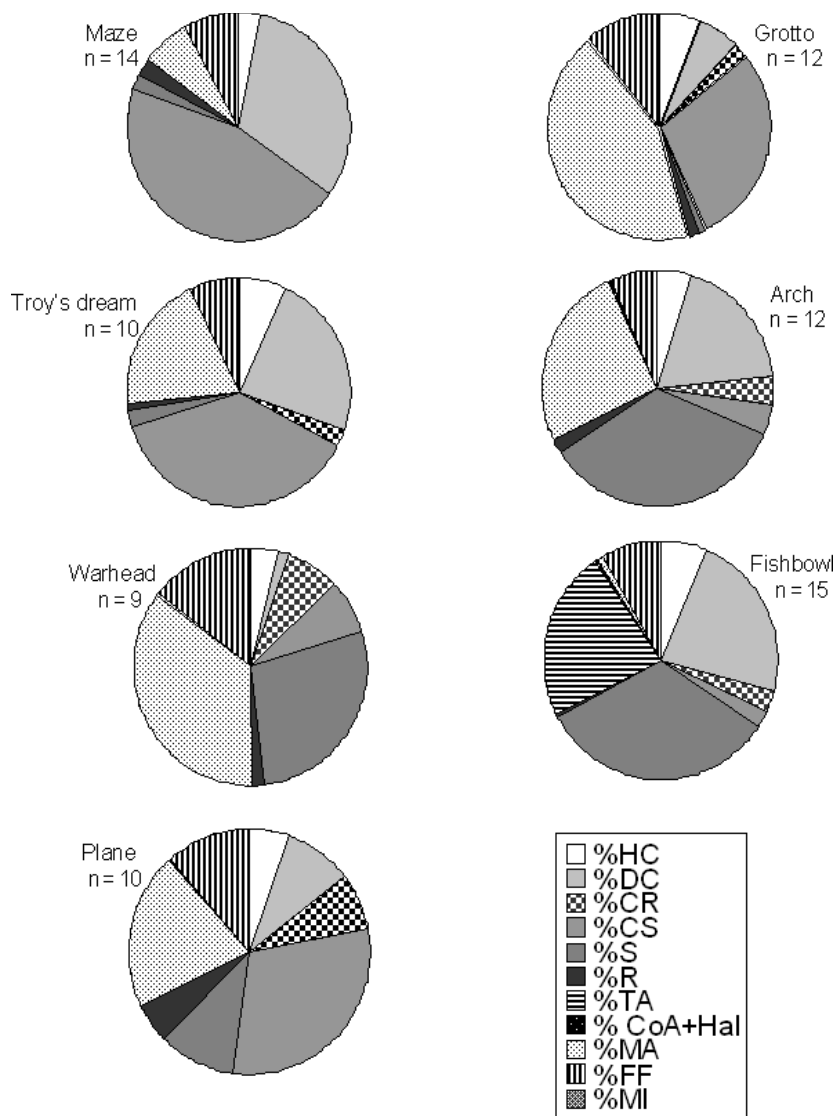 Maze
n = 14
Grotto
n = 12
Troy's dream
n = 10
Arch
n = 12
Warhead
n = 9
Fishbowl
n = 15
Plane
n = 10
%HC
%DC
%CR
%CS
%S
%R
%TA
% CoA+Hal
%MA
%FF
%MI